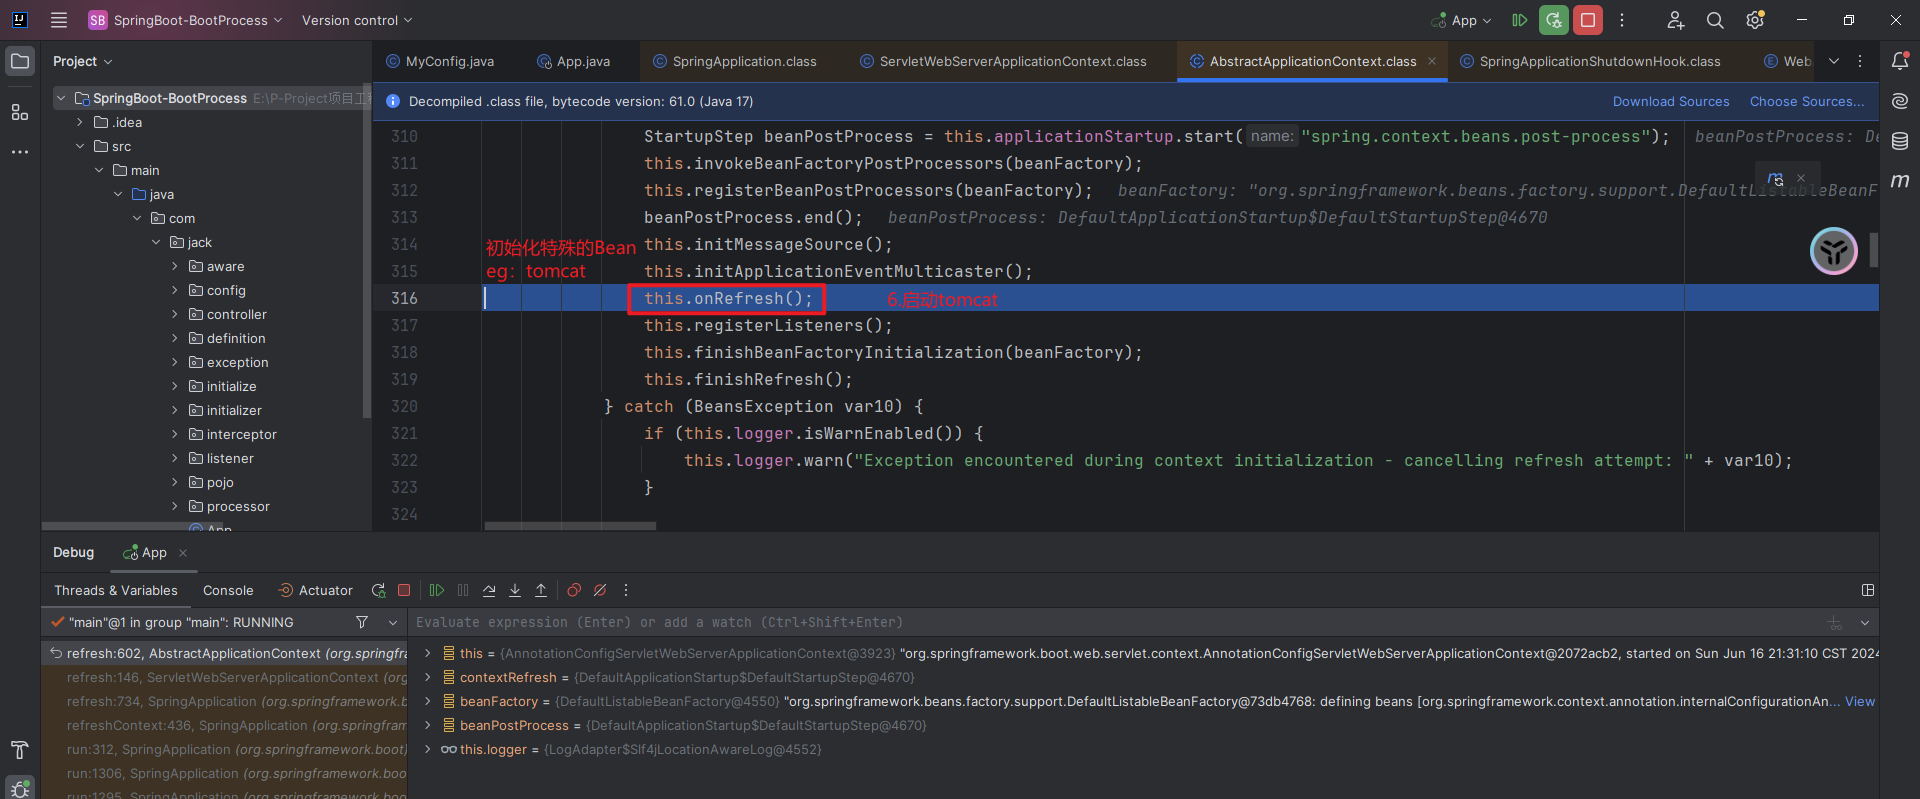 SB SpringBoot-BootProcess Version control App
Project
MyConfig.java App.java SpringApplication.class ServletWebServerApplicationContext.class AbstractApplicationContext.class SpringApplicationShutdownHook.class Web
SpringBoot-BootProcess E:\P-Project项目工程
.idea
src
main
java
com
jack
aware
config
controller
definition
exception
initialize
initializer
interceptor
listener
pojo
processor
App
Decompiled .class file, bytecode version: 61.0 (Java 17) Download Sources Choose Sources...
310 StartupStep beanPostProcess = this.applicationStartup.start( name: "spring.context.beans.post-process"); beanPostProcess: De
311 this.invokeBeanFactoryPostProcessors(beanFactory);
312 this.registerBeanPostProcessors(beanFactory); beanFactory: "org.springframework.beans.factory.support.DefaultListableBeanF
313 beanPostProcess.end(); beanPostProcess: DefaultApplicationStartup$DefaultStartupStep@4670
初始化特殊的Bean
314 this.initMessageSource();
eg：tomcat
315 this.initApplicationEventMulticaster();
316 this.onRefresh(); 6.启动tomcat
317 this.registerListeners();
318 this.finishBeanFactoryInitialization(beanFactory);
319 this.finishRefresh();
320 } catch (BeansException var10) {
321 if (this.logger.isWarnEnabled()) {
322 this.logger.warn("Exception encountered during context initialization - cancelling refresh attempt: " + var10);
323 }
324
Debug App
Threads & Variables Console Actuator
"main"@1 in group "main": RUNNING
refresh:602, AbstractApplicationContext (org.springfra
refresh:146, ServletWebServerApplicationContext (org
refresh:734, SpringApplication (org.springframework.b
refreshContext:436, SpringApplication (org.springfram
run:312, SpringApplication (org.springframework.boot)
run:1306, SpringApplication (org.springframework.boo
run:1295, SpringApplication (org.springframework.boo
Evaluate expression (Enter) or add a watch (Ctrl+Shift+Enter)
this = {AnnotationConfigServletWebServerApplicationContext@3923} "org.springframework.boot.web.servlet.context.AnnotationConfigServletWebServerApplicationContext@2072acb2, started on Sun Jun 16 21:31:10 CST 2024
contextRefresh = {DefaultApplicationStartup$DefaultStartupStep@4670}
beanFactory = {DefaultListableBeanFactory@4550} "org.springframework.beans.factory.support.DefaultListableBeanFactory@73db4768: defining beans [org.springframework.context.annotation.internalConfigurationAn... View
beanPostProcess = {DefaultApplicationStartup$DefaultStartupStep@4670}
this.logger = {LogAdapter$Slf4jLocationAwareLog@4552}